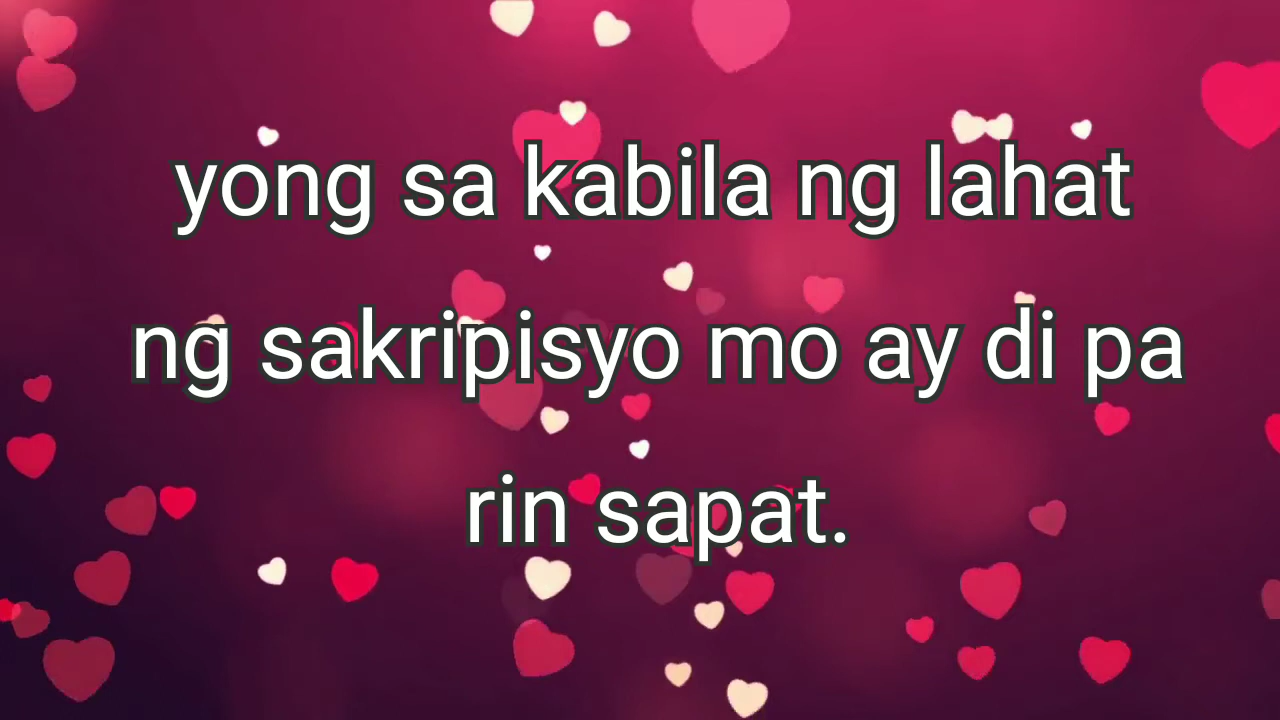 yong sa kabila ng lahat
ng sakripisyo mo ay di pa
rin sapat.